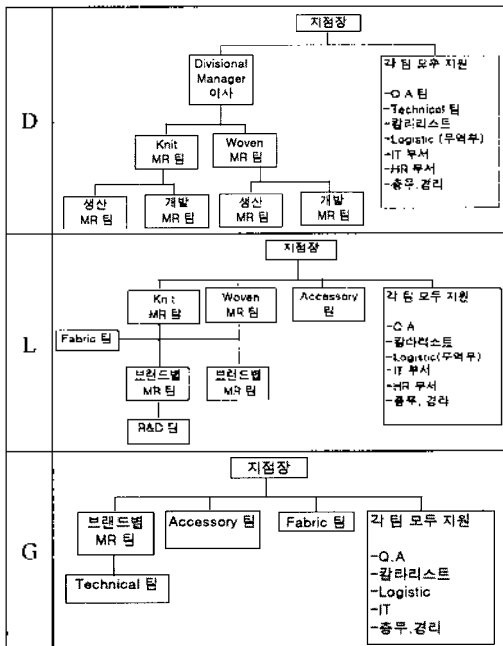 D
지점장
Divisional
Manager
이사
Knit
MR 팀
Woven
MR 팀
생산
MR 팀
개발
MR 팀
생산
MR 팀
개발
MR 팀
각 팀 모두 지원
-Q.A 팀
-Technical 팀
-칼라리스트
-Logistic (무역부)
-IT 부서
-HR 부서
-총무.경리
L
지점장
Knit
MR 팀
Woven
MR 팀
Accessory
팀
Fabric 팀
브랜드별
MR 팀
브랜드별
MR 팀
R&D 팀
각 팀 모두 지원
-Q.A
-칼라리스트
-Logistic(무역부)
-IT 부서
-HR 부서
-총무, 경리
G
지점장
브랜드별
MR 팀
Accessory 팀
Fabric 팀
Technical 팀
각 팀 모두 지원
-Q.A
-칼라리스트
-Logistic
-IT
-총무.경리